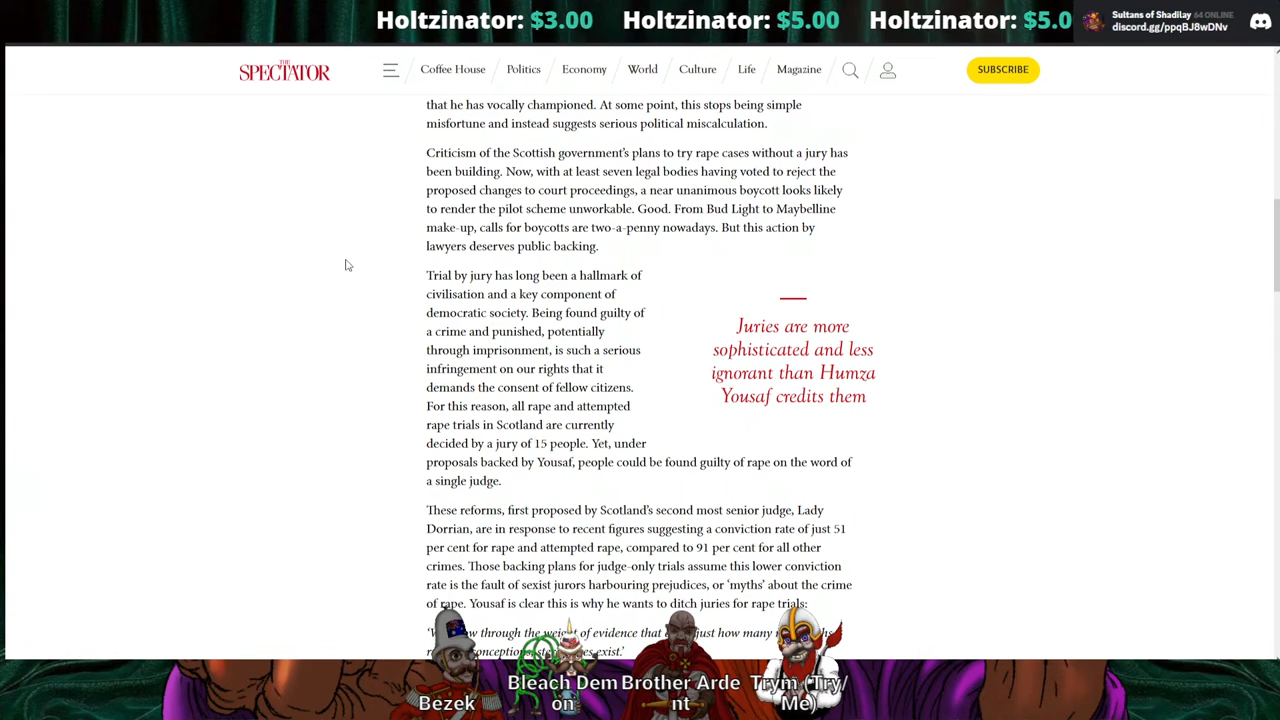 Holtzinator: $3.00 Holtzinator: $5.00 Holtzinator: $5.0
Sultans of Shadilay 64 ONLINE
discord.gg/ppqBJ8wDNv
THE
SPECTATOR
Coffee House Politics Economy World Culture Life Magazine
SUBSCRIBE
that he has vocally championed. At some point, this stops being simple
misfortune and instead suggests serious political miscalculation.
Criticism of the Scottish government's plans to try rape cases without a jury has
been building. Now, with at least seven legal bodies having voted to reject the
proposed changes to court proceedings, a near unanimous boycott looks likely
to render the pilot scheme unworkable. Good. From Bud Light to Maybelline
make-up, calls for boycotts are two-a-penny nowadays. But this action by
lawyers deserves public backing.
Trial by jury has long been a hallmark of
civilisation and a key component of
democratic society. Being found guilty of
a crime and punished, potentially
through imprisonment, is such a serious
infringement on our rights that it
demands the consent of fellow citizens.
For this reason, all rape and attempted
rape trials in Scotland are currently
decided by a jury of 15 people. Yet, under
proposals backed by Yousaf, people could be found guilty of rape on the word of
a single judge.
Juries are more
sophisticated and less
ignorant than Humza
Yousaf credits them
These reforms, first proposed by Scotland's second most senior judge, Lady
Dorrian, are in response to recent figures suggesting a conviction rate of just 51
per cent for rape and attempted rape, compared to 91 per cent for all other
crimes. Those backing plans for judge-only trials assume this lower conviction
rate is the fault of sexist jurors harbouring prejudices, or 'myths' about the crime
of rape. Yousaf is clear this is why he wants to ditch juries for rape trials:
through the of evidence that just how many
exist.'
Bezek
Bleach Dem
on
Brother Arde
nt
Trym (Try/
Me)